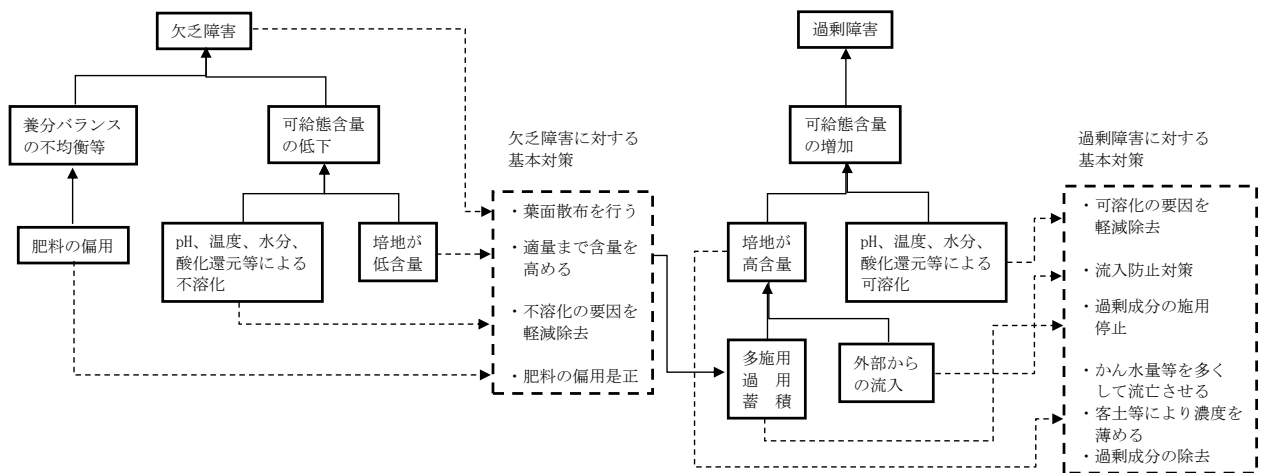 欠乏障害
養分バランス
の不均衡等
可給態含量
の低下
肥料の偏用
pH、温度、水分、
酸化還元等による
不溶化
培地が
低含量
欠乏障害に対する
基本対策
・葉面散布を行う
・適量まで含量を
高める
・不溶化の要因を
軽減除去
・肥料の偏用是正
過剰障害
可給態含量
の増加
培地が
高含量
pH、温度、水分、
酸化還元等による
可溶化
多施用
過　用
蓄　積
外部から
の流入
過剰障害に対する
基本対策
・可溶化の要因を
軽減除去
・流入防止対策
・過剰成分の施用
停止
・かん水量等を多く
して流亡させる
・客土等により濃度を
薄める
・過剰成分の除去